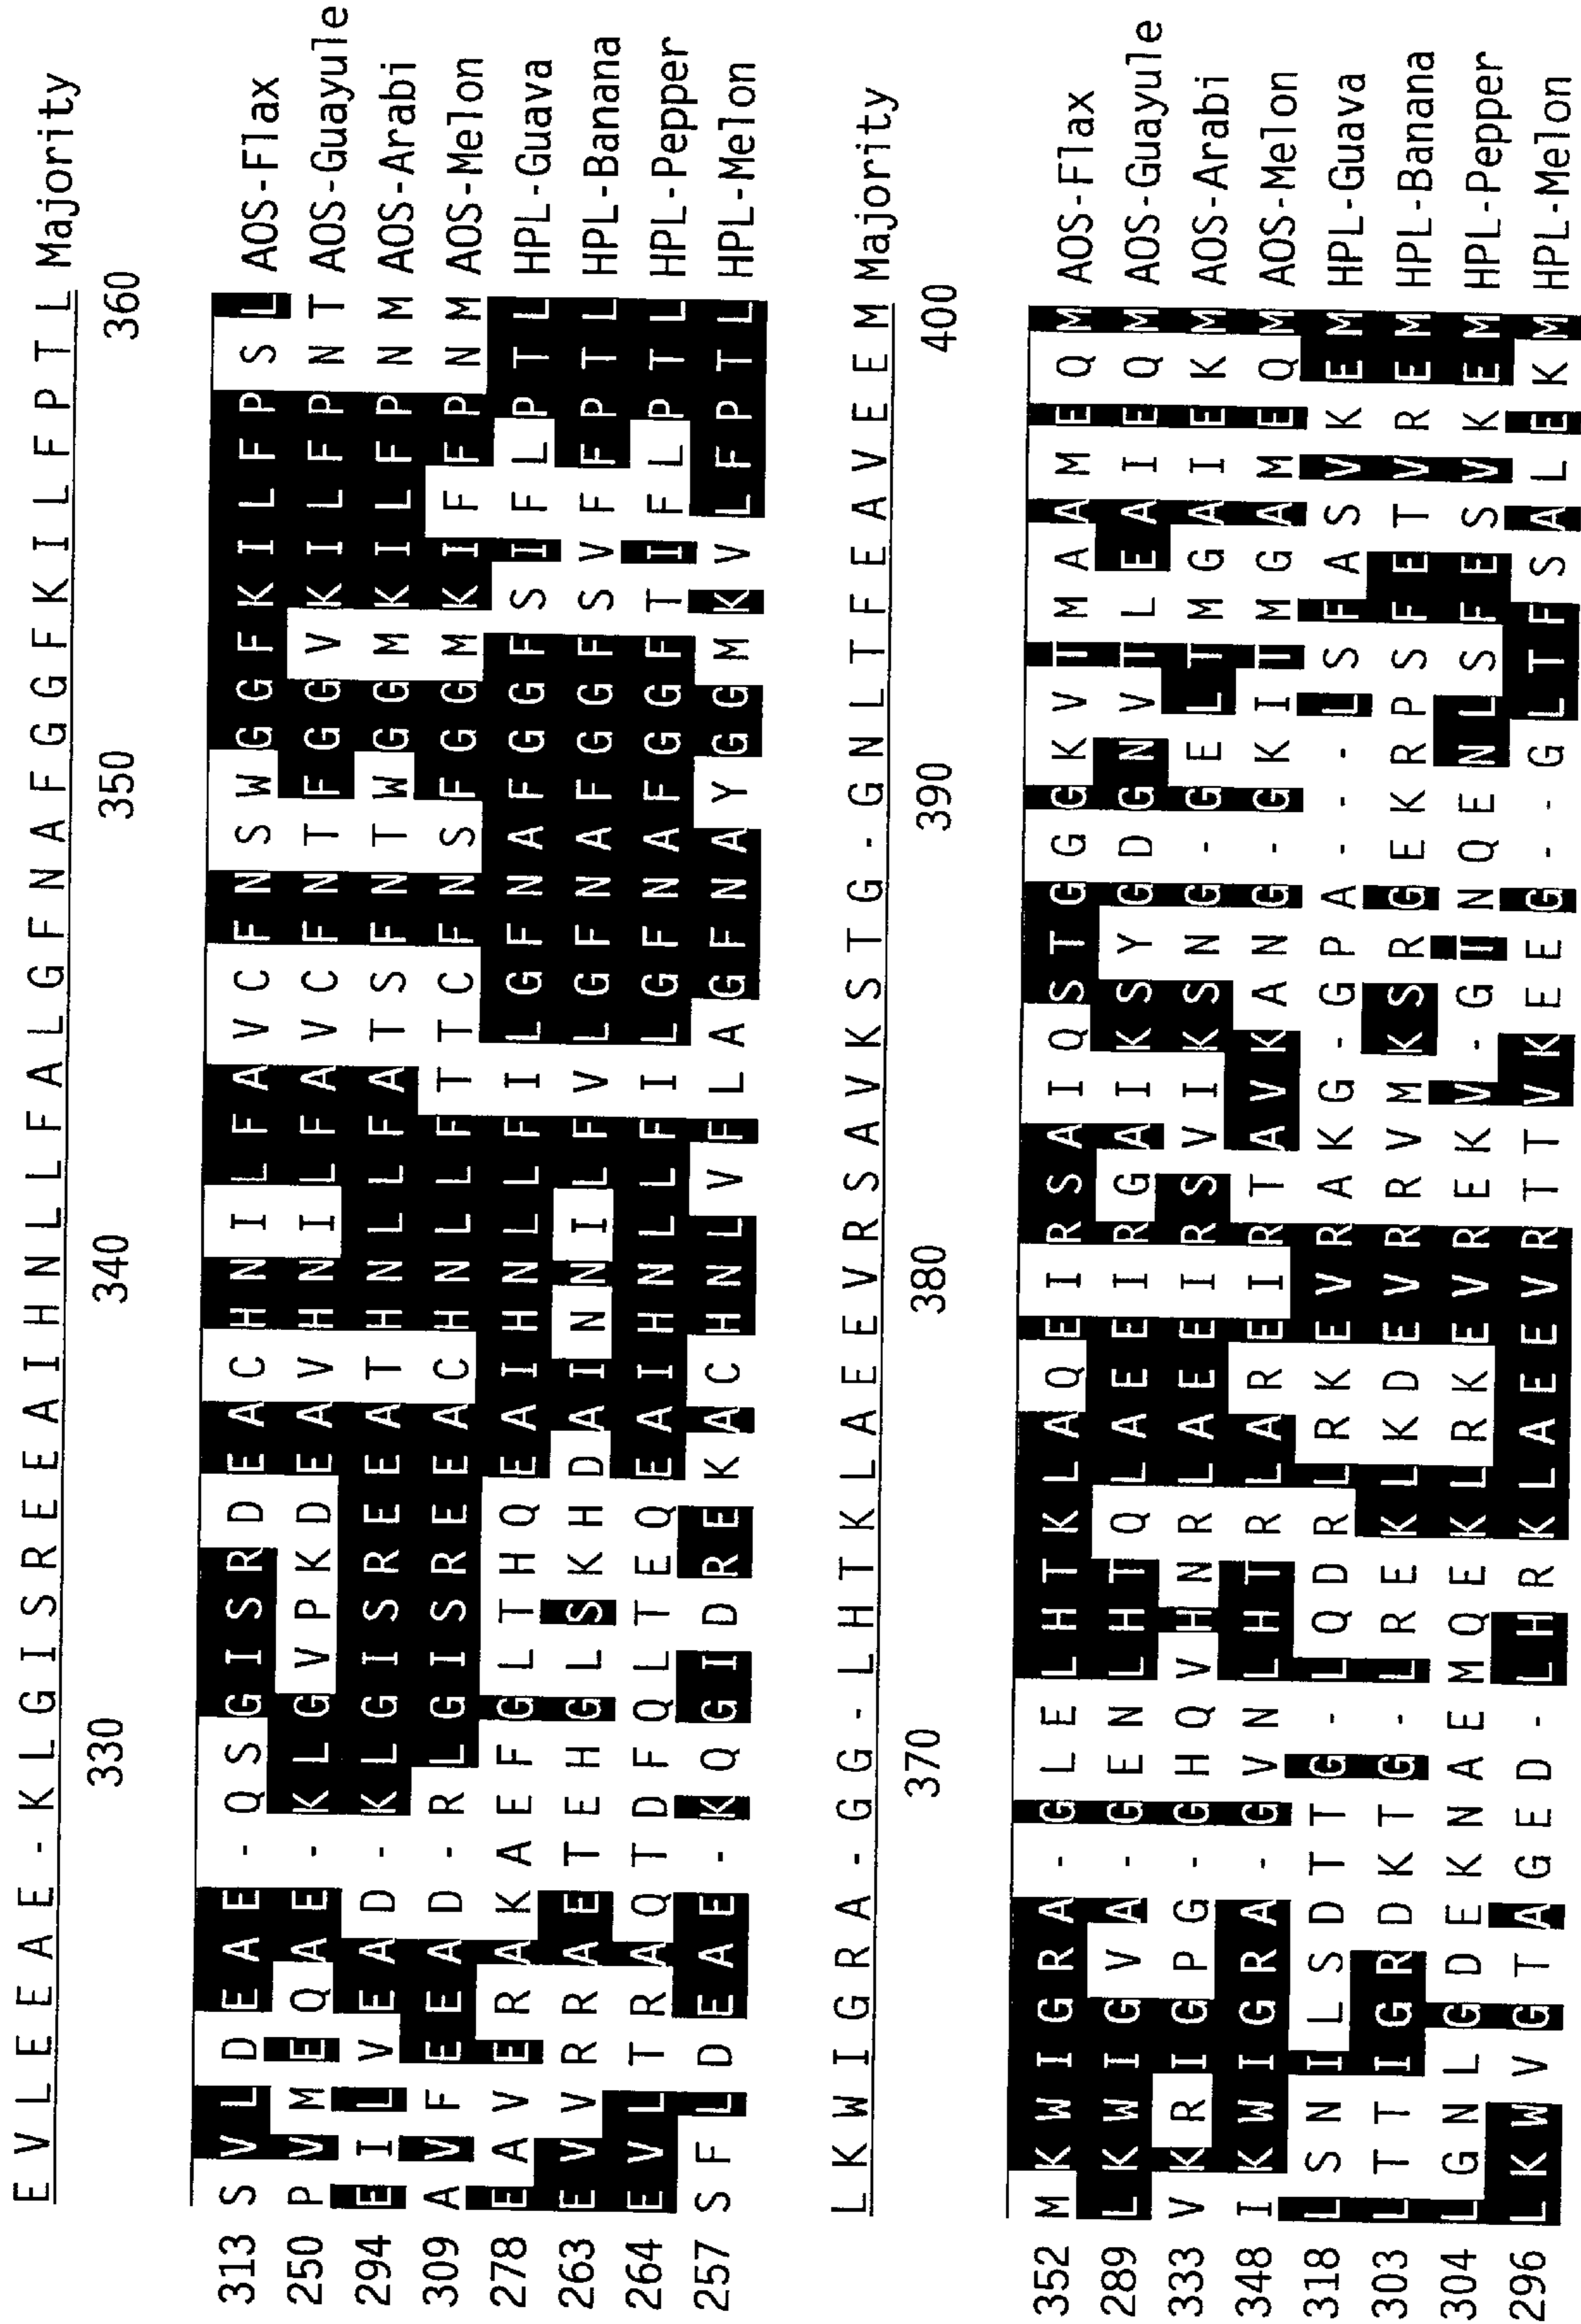 E V L E E A E - K L G I S R E E A I H N L L F A L G F N A F G G F K I L F P T L Majority
330 340 350 360
313 S V L D E A E - Q S G I S R D E A C H N I L F A V C F N S W G G F K I L F P S L AOS-Flax
250 P V M E Q A E - K L G V P K D E A V H N I L F A V C F N T F G G V K I L F P N T AOS-Guayule
294 E I L V E A D - K L G I S R E E A T H N L L F A T S F N T W G G M K I L F P N M AOS-Arabi
309 A V F E E A D - R L G I S R E E A C H N L L F T T C F N S F G G M K I F F P N M AOS-Melon
278 E A V E R A K A E F G L T H Q E A I H N L L F I L G F N A F G G F S I F L P T L HPL-Guava
263 E V V R R A E T E H G L S K H D A I N N I L F V L G F N A F G G F S V F F P T L HPL-Banana
264 E V L T R A Q T D F Q L T E Q E A I H N L L F I L G F N A F G G F T I F L P T L HPL-Pepper
257 S F L D E A E - K Q G I D R E K A C H N L V F L A G F N A Y G G M K V L F P T L HPL-Melon
L K W I G R A - G G - L H T K L A E E V R S A V K S T G - G N L T F E A V E E M Majority
370 380 390 400
352 M K W I G R A - G L E L H T K L A Q E I R S A I Q S T G G G K V T M A A M E Q M AOS-Flax
289 L K W I G V A - G E N L H T Q L A E E I R G A I K S Y G D G N V T L E A I E Q M AOS-Guayule
333 V K R I G P G - G H Q V H N R L A E E I R S V I K S N G - G E L T M G A I E K M AOS-Arabi
348 I K W I G R A - G V N L H T R L A R E I R T A V K A N G - G K I T M G A M E Q M AOS-Melon
318 L S N I L S D T T G - L Q D R L R K E V R A K G - G P A - - - L S F A S V K E M HPL-Guava
303 L T T I G R D K T G - L R E K L K D E V R R V M K S R G E K R P S F E T V R E M HPL-Banana
304 L G N L G D E K N A E M Q E K L R K E V R E K V - G T N Q E N L S F E S V K E M HPL-Pepper
296 L K W V G T A G E D - L H R K L A E E V R T T V K E E G - - G L T F S A L E K M HPL-Melon